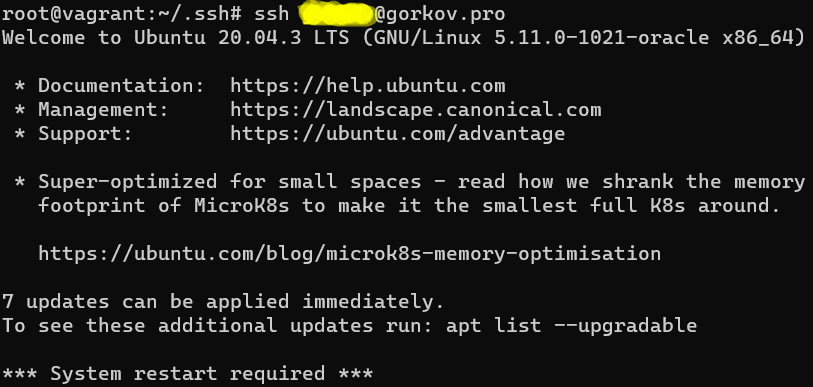 root@vagrant:~/.ssh# ssh @gorkov.pro
Welcome to Ubuntu 20.04.3 LTS (GNU/Linux 5.11.0-1021-oracle x86_64)
* Documentation: https://help.ubuntu.com
* Management: https://landscape.canonical.com
* Support: https://ubuntu.com/advantage
* Super-optimized for small spaces - read how we shrank the memory
footprint of MicroK8s to make it the smallest full K8s around.
https://ubuntu.com/blog/microk8s-memory-optimisation
7 updates can be applied immediately.
To see these additional updates run: apt list --upgradable
*** System restart required ***